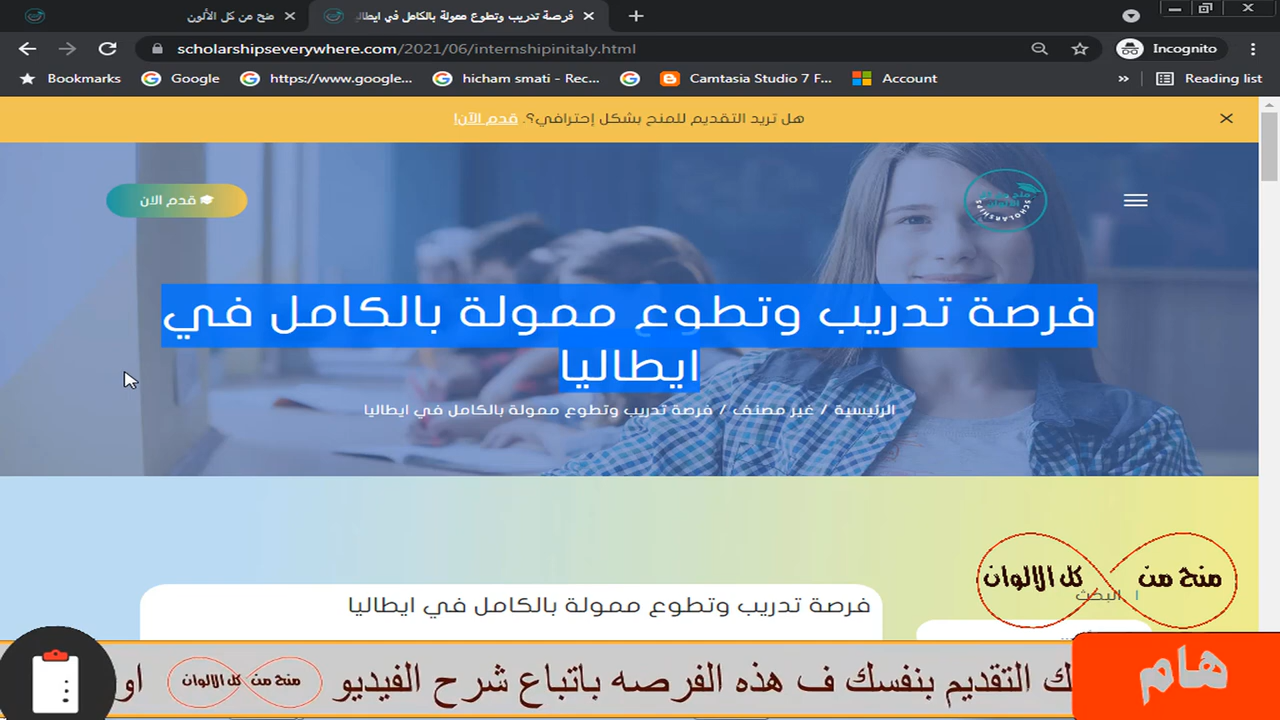 منح من كل الألون
فرصة تدريب وتطوع ممولة بالكامل في ايطاليا
scholarshipseverywhere.com/2021/06/internshipinitaly.html
Incognito
Bookmarks
Google
https://www.google...
hicham smati - Rec...
Camtasia Studio 7 F...
Account
»
Reading list
هل تريد التقديم للمنح بشكل إحترافي؟. قدم الآن!
قدم الان
SCHOLARSHIPS
فرصة تدريب وتطوع ممولة بالكامل في
ايطاليا
الرئيسية / غير مصنف / فرصة تدريب وتطوع ممولة بالكامل في ايطاليا
منح من كل الالوان
البحث
فرصة تدريب وتطوع ممولة بالكامل في ايطاليا
هام
ك التقديم بنفسك ف هذه الفرصه باتباع شرح الفيديو
منح من كل الالوان
او